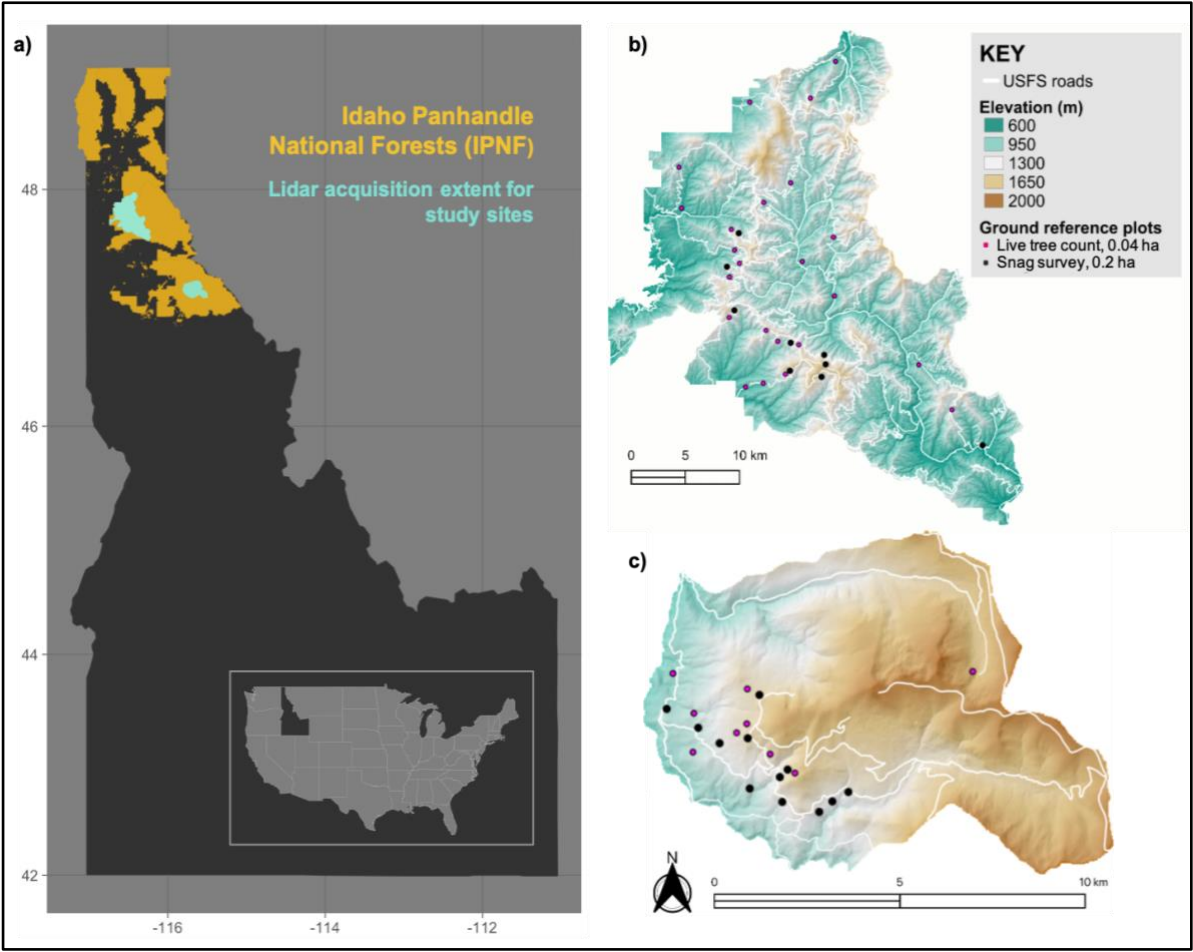 a)
Idaho Panhandle
National Forests (IPNF)
Lidar acquisition extent for
study sites
48
46
44
42
-116
-114
-112
b)
KEY
USFS roads
Elevation (m)
600
950
1300
1650
2000
Ground reference plots
Live tree count, 0.04 ha
Snag survey, 0.2 ha
0 5 10 km
c)
N
0 5 10 km